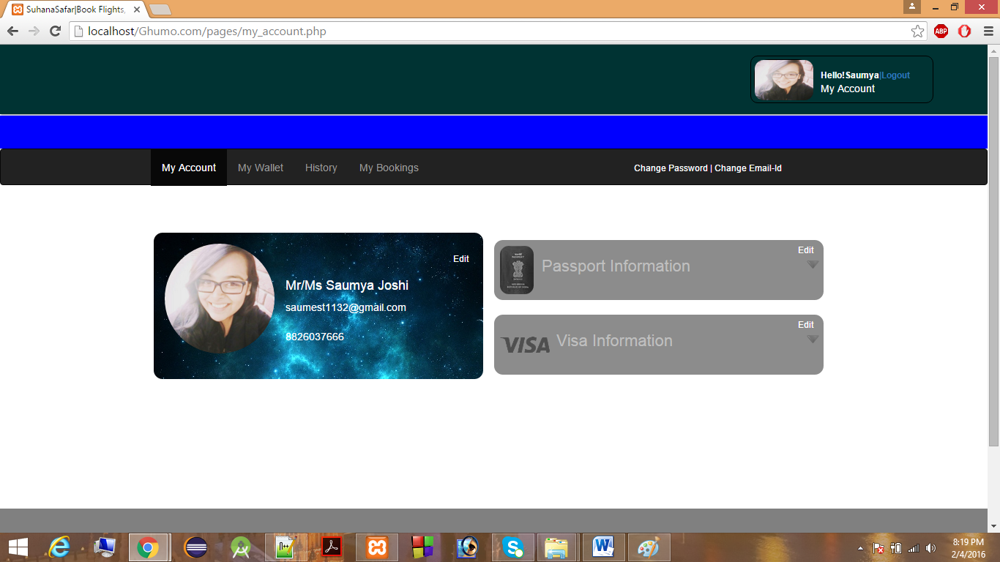 SuhanaSafar|Book Flights,
localhost/Ghumo.com/pages/my_account.php
ABP
Hello!Saumya|Logout
My Account
My Account My Wallet History My Bookings Change Password | Change Email-Id
Edit
Mr/Ms Saumya Joshi
saumest1132@gmail.com
8826037666
Edit
Passport Information
Edit
VISA Visa Information
8:19 PM
2/4/2016